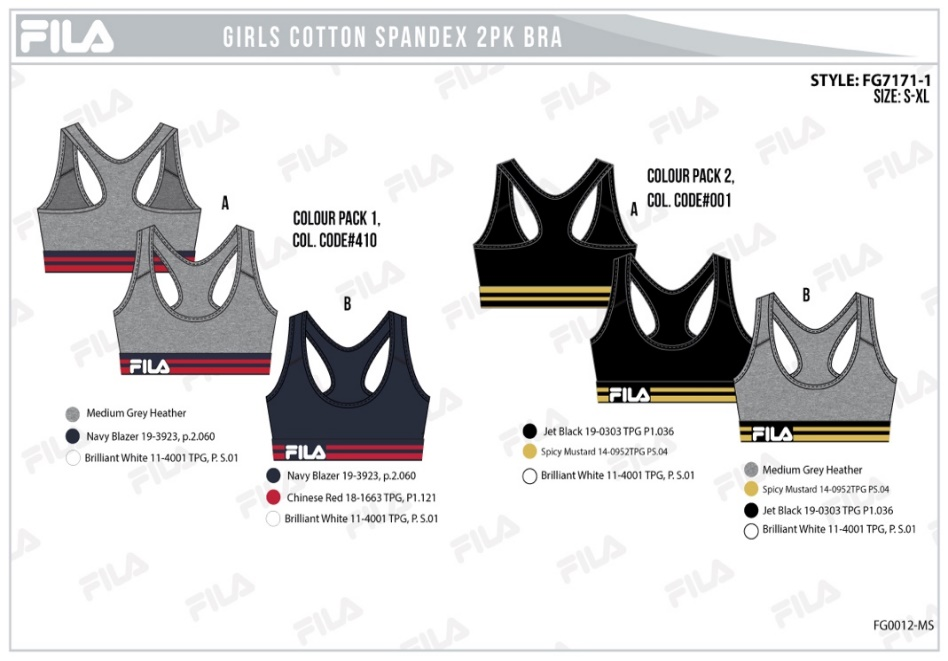 FILA
GIRLS COTTON SPANDEX 2PK BRA
STYLE: FG7171-1
SIZE: S-XL
A
COLOUR PACK 1,
COL. CODE#410
B
FILA
FILA
Medium Grey Heather
Navy Blazer 19-3923, p.2.060
Brilliant White 11-4001 TPG, P. S.01
Navy Blazer 19-3923, p.2.060
Chinese Red 18-1663 TPG, P1.121
Brilliant White 11-4001 TPG, P. S.01
COLOUR PACK 2,
COL. CODE#001
A
B
FILA
FILA
Jet Black 19-0303 TPG P1.036
Spicy Mustard 14-0952TPG PS.04
Brilliant White 11-4001 TPG, P. S.01
Medium Grey Heather
Spicy Mustard 14-0952TPG PS.04
Jet Black 19-0303 TPG P1.036
Brilliant White 11-4001 TPG, P. S.01
FG0012-MS